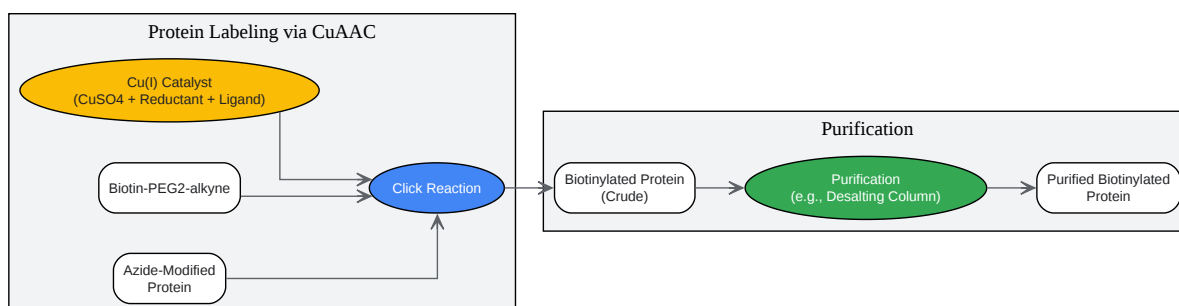 Protein Labeling via CuAAC
Cu(I) Catalyst
(CuSO4 + Reductant + Ligand)
Biotin-PEG2-alkyne
Click Reaction
Azide-Modified
Protein
Purification
Biotinylated Protein
(Crude)
Purification
(e.g., Desalting Column)
Purified Biotinylated
Protein